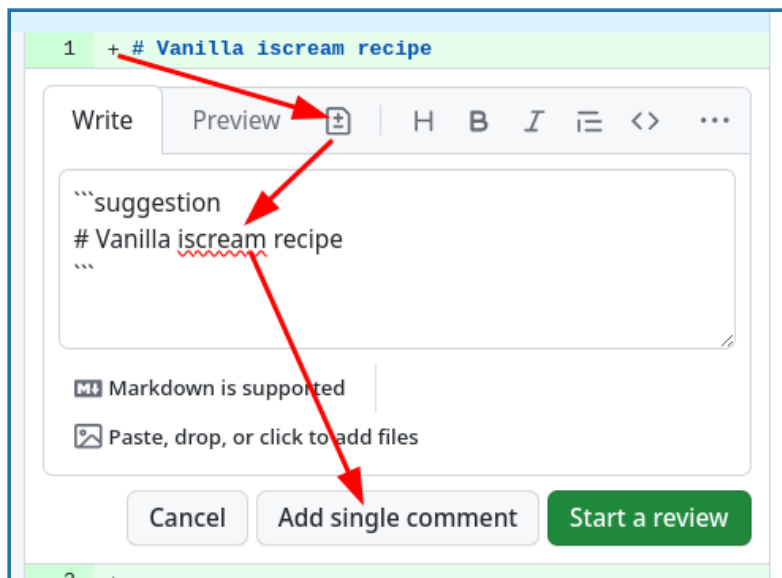 1 + # Vanilla iscream recipe
Write Preview H B I <> ...
```suggestion
# Vanilla iscream recipe
```
Markdown is supported
Paste, drop, or click to add files
Cancel Add single comment Start a review